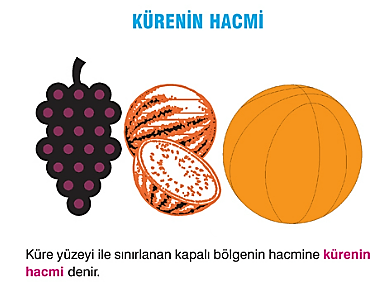 KÜRENİN HACMİ
Küre yüzeyi ile sınırlanan kapalı bölgenin hacmine kürenin
hacmi denir.